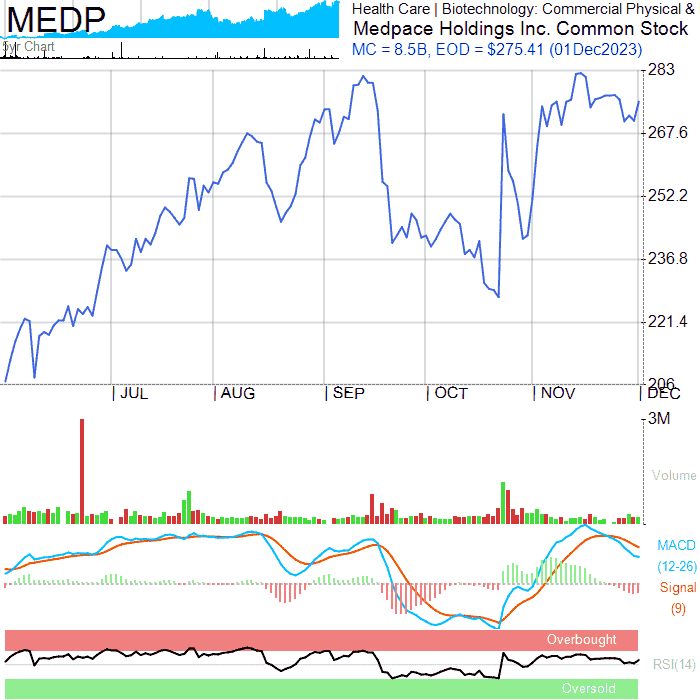 MEDP
5yr Chart
Health Care | Biotechnology: Commercial Physical &
Medpace Holdings Inc. Common Stock
MC = 8.5B, EOD = $275.41 (01Dec2023)
283
267.6
252.2
236.8
221.4
206
JUL AUG SEP OCT NOV DEC
3M
Volume
MACD
(12-26)
Signal
(9)
Overbought
RSI(14)
Oversold